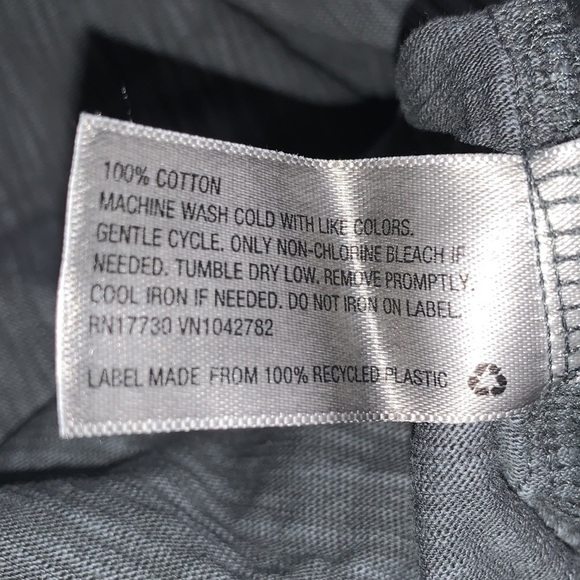 100% COTTON
MACHINE WASH COLD WITH LIKE COLORS.
GENTLE CYCLE. ONLY NON-CHLORINE BLEACH IF
NEEDED. TUMBLE DRY LOW. REMOVE PROMPTLY.
COOL IRON IF NEEDED. DO NOT IRON ON LABEL.
RN17730 VN1042782
LABEL MADE FROM 100% RECYCLED PLASTIC